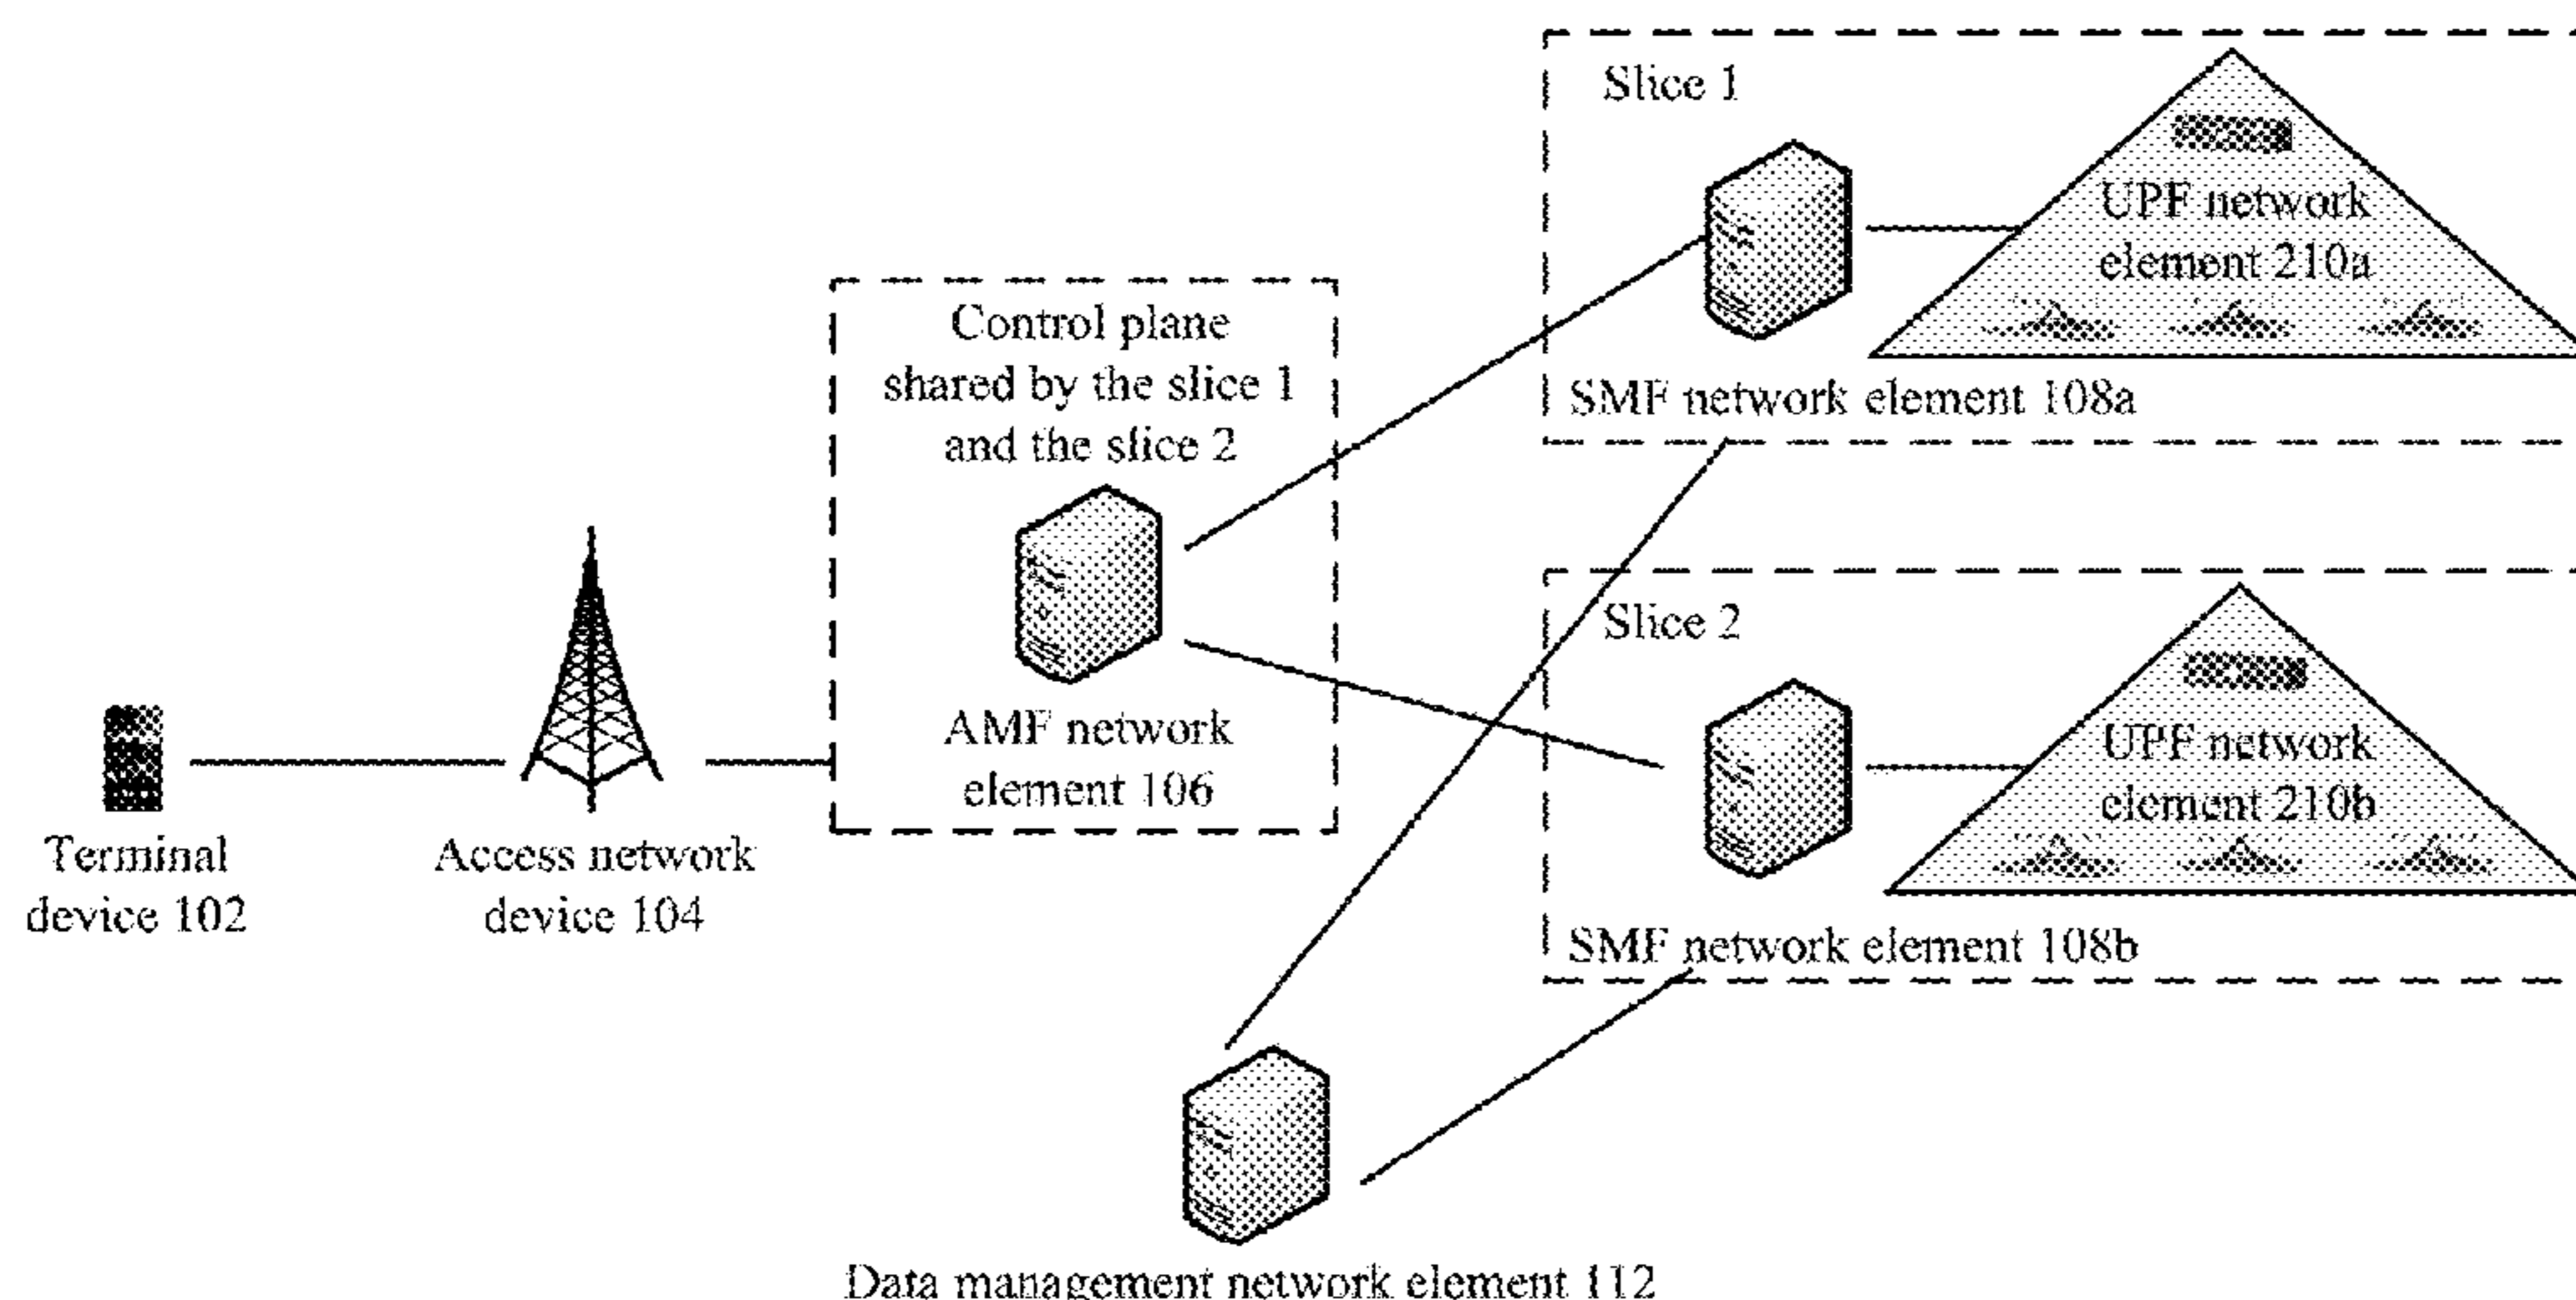 Slice 1
UPF network
element 210a
SMF network element 108a
Control plane
shared by the slice 1
and the slice 2
AMF network
element 106
Slice 2
UPF network
element 210b
SMF network element 108b
Terminal
device 102
Access network
device 104
Data management network element 112